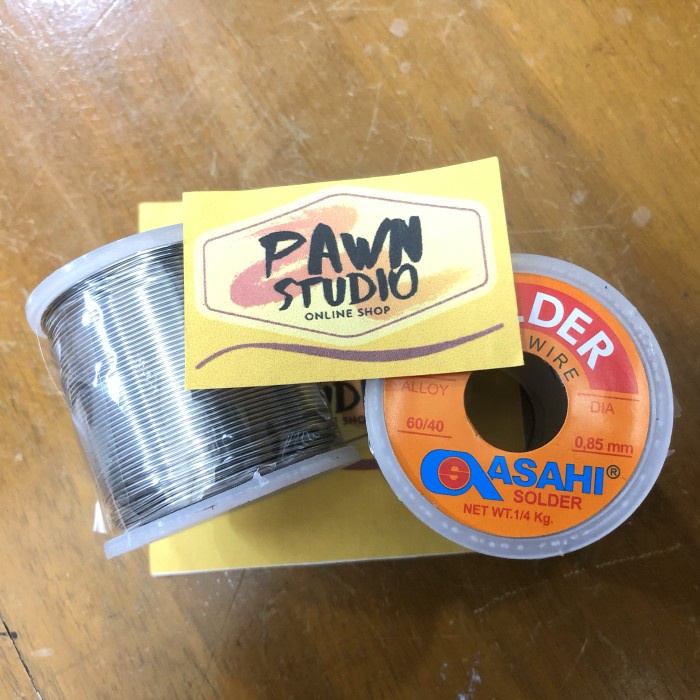 PAWN
STUDIO
ONLINE SHOP
LDER
WIRE
ALLOY
60/40
DIA
0,85 mm
ASAHI®
SOLDER
NET WT.1/4 Kg.